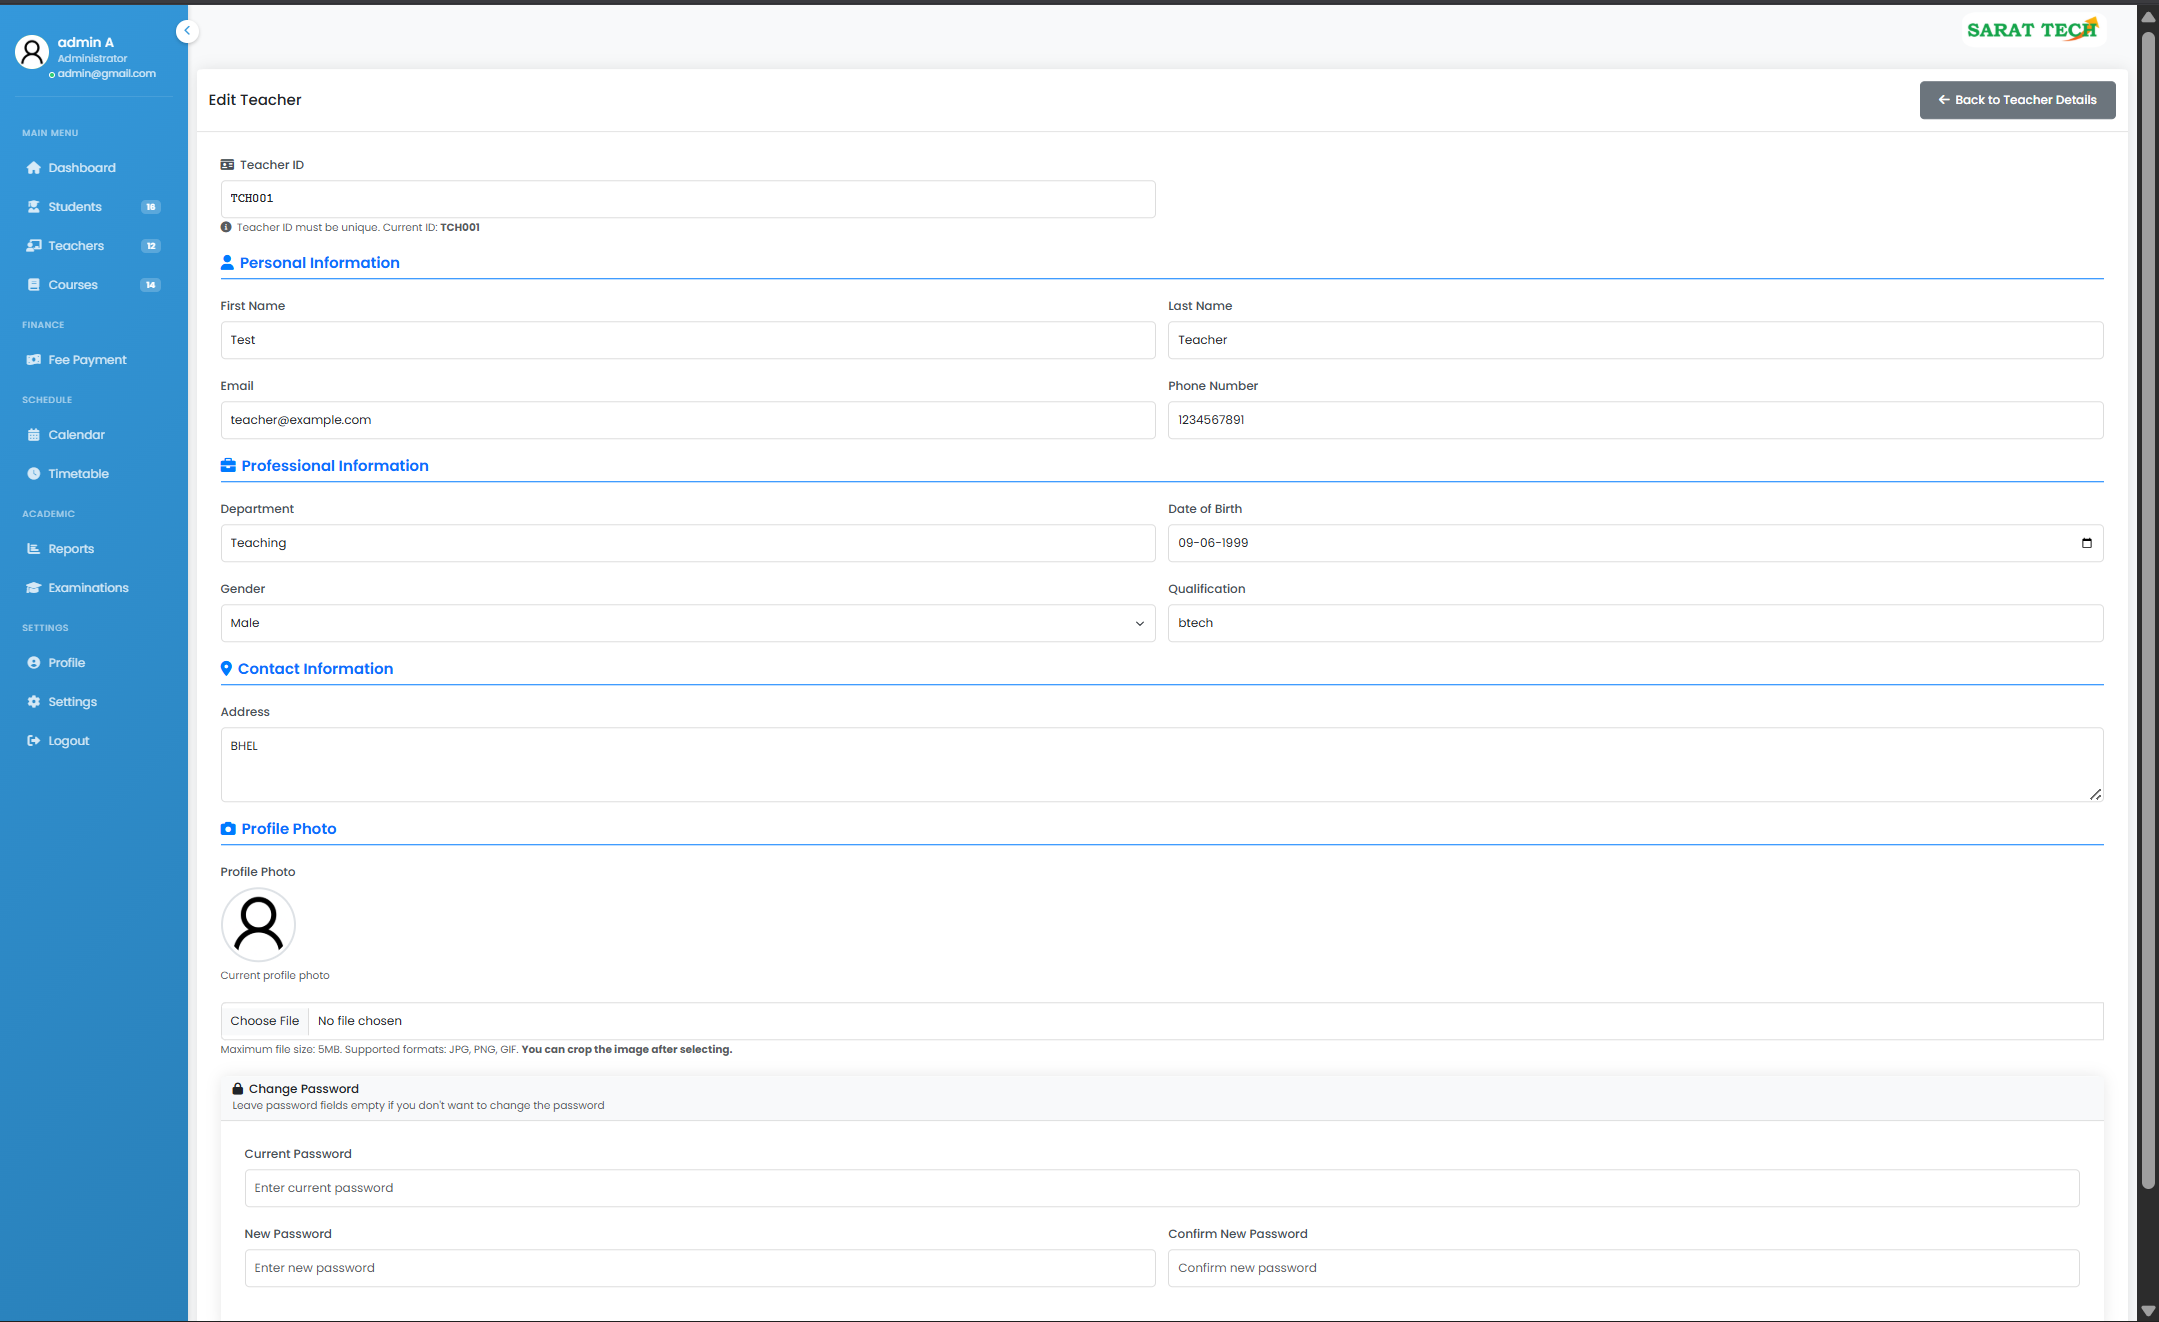 admin A
Administrator
admin@gmail.com
SARAT TECH
MAIN MENU
Dashboard
Students 16
Teachers 12
Courses 14
FINANCE
Fee Payment
SCHEDULE
Calendar
Timetable
ACADEMIC
Reports
Examinations
SETTINGS
Profile
Settings
Logout
Edit Teacher
Back to Teacher Details
Teacher ID
TCH001
Teacher ID must be unique. Current ID: TCH001
Personal Information
First Name
Test
Last Name
Teacher
Email
teacher@example.com
Phone Number
1234567891
Professional Information
Department
Teaching
Date of Birth
09-06-1999
Gender
Male
Qualification
btech
Contact Information
Address
BHEL
Profile Photo
Profile Photo
Current profile photo
Choose File No file chosen
Maximum file size: 5MB. Supported formats: JPG, PNG, GIF. You can crop the image after selecting.
Change Password
Leave password fields empty if you don't want to change the password
Current Password
Enter current password
New Password
Enter new password
Confirm New Password
Confirm new password